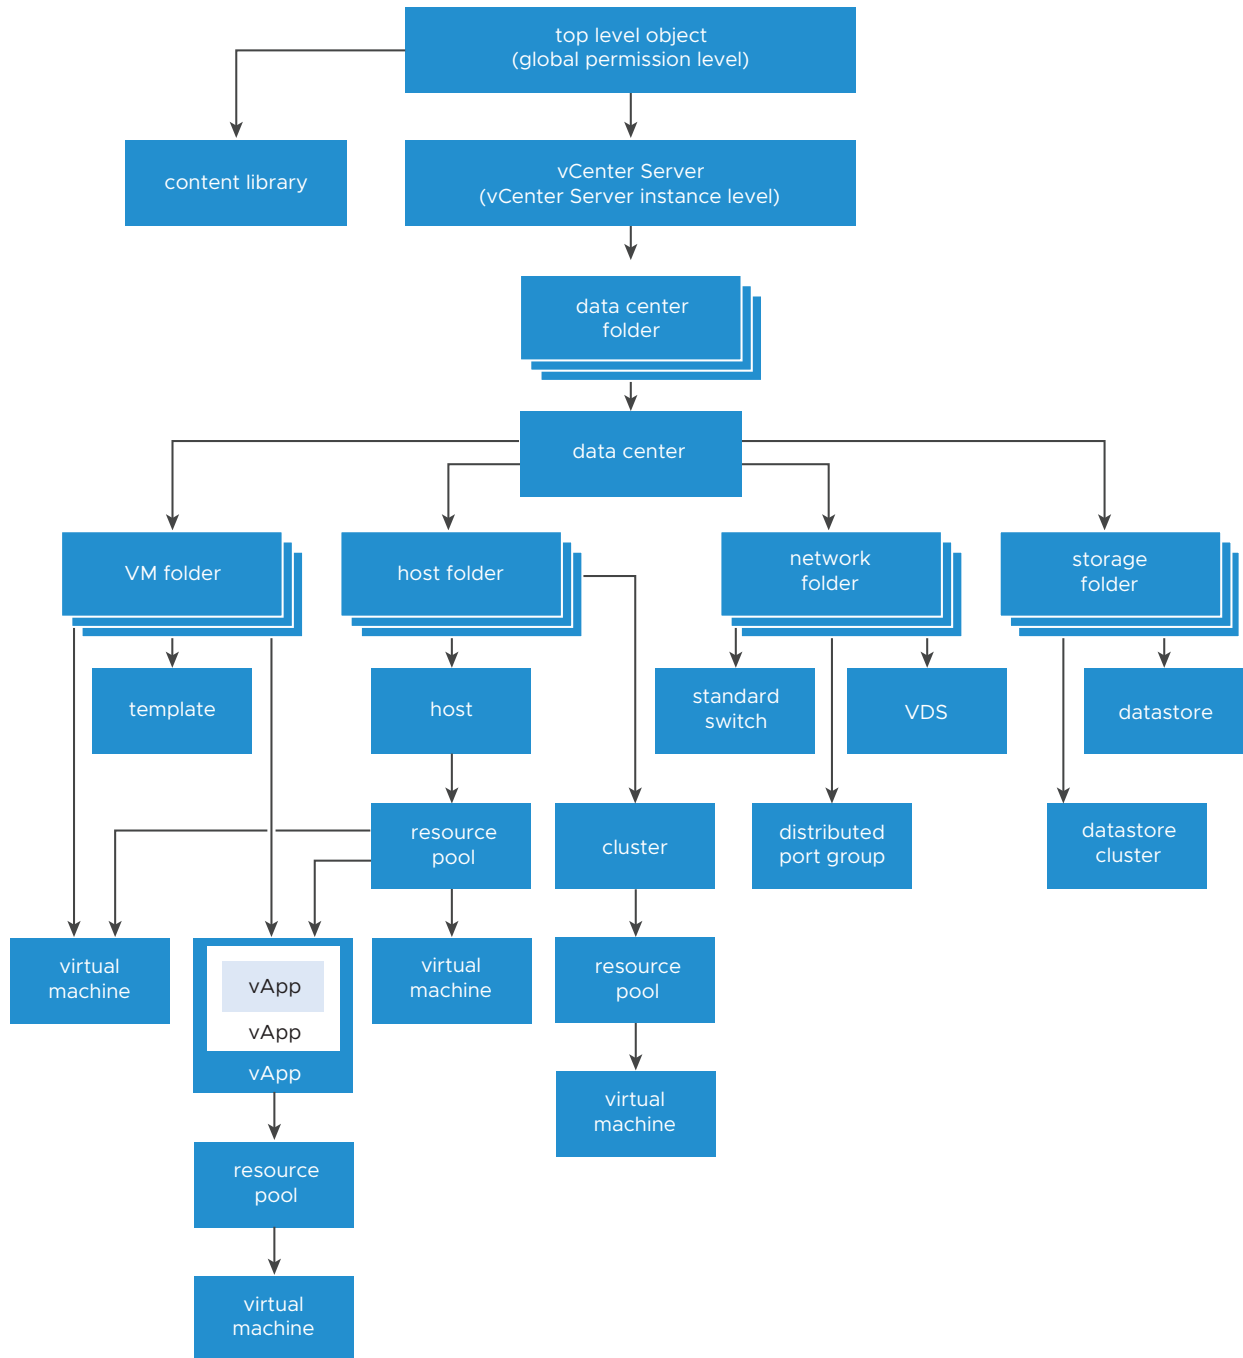 top level object
(global permission level)
content library
vCenter Server
(vCenter Server instance level)
data center
folder
data center
VM folder
host folder
network
folder
storage
folder
template
host
standard
switch
VDS
datastore
resource
pool
cluster
distributed
port group
datastore
cluster
virtual
machine
vApp
vApp
vApp
virtual
machine
resource
pool
virtual
machine
resource
pool
virtual
machine